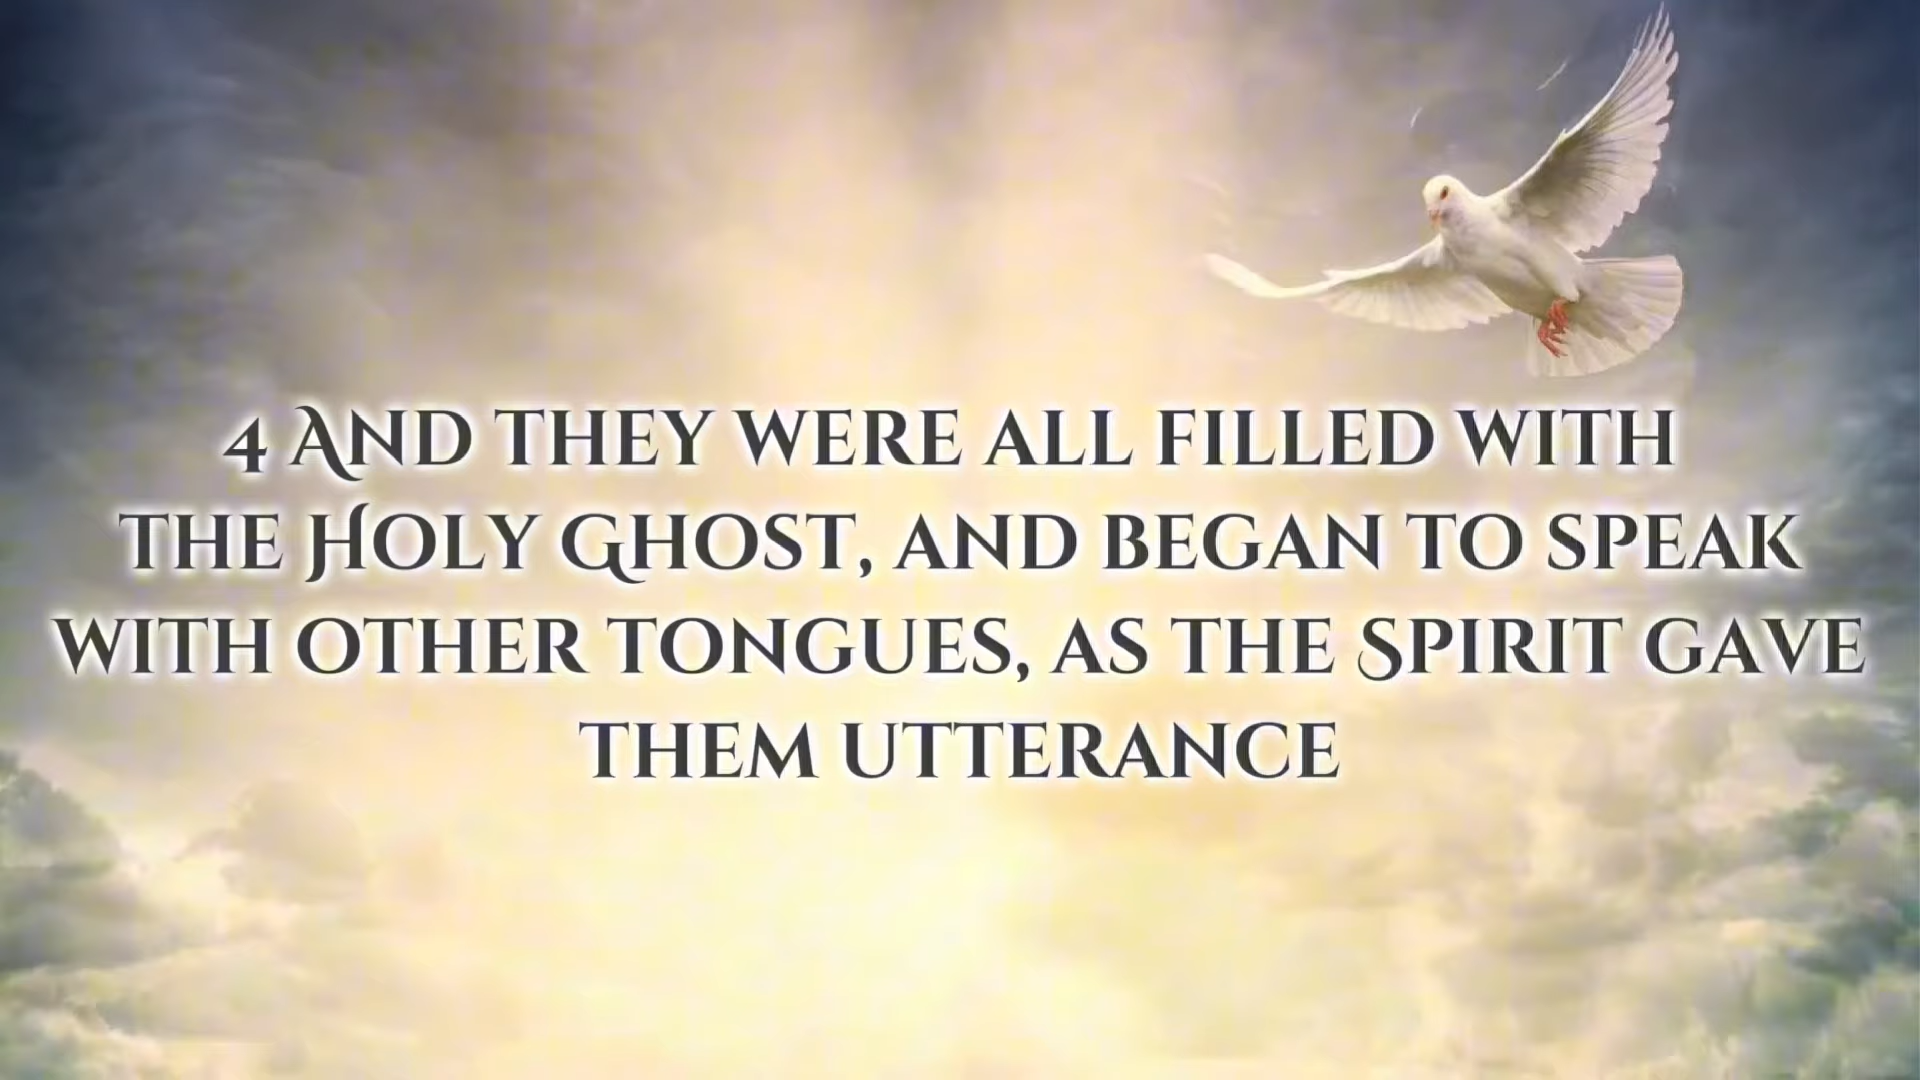 4 And they were all filled with
the Holy Ghost, and began to speak
with other tongues, as the Spirit gave
them utterance